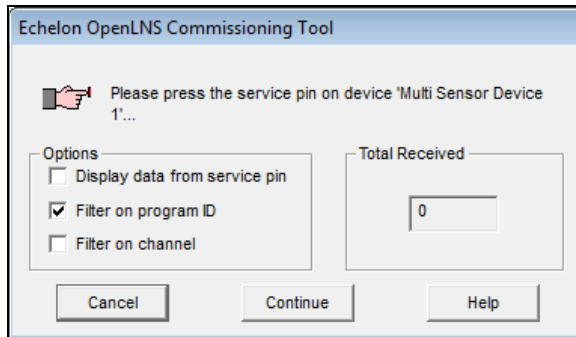 Echelon OpenLNS Commissioning Tool
Please press the service pin on device 'Multi Sensor Device
1'...
Options
Display data from service pin
Filter on program ID
Filter on channel
Total Received
0
Cancel
Continue
Help